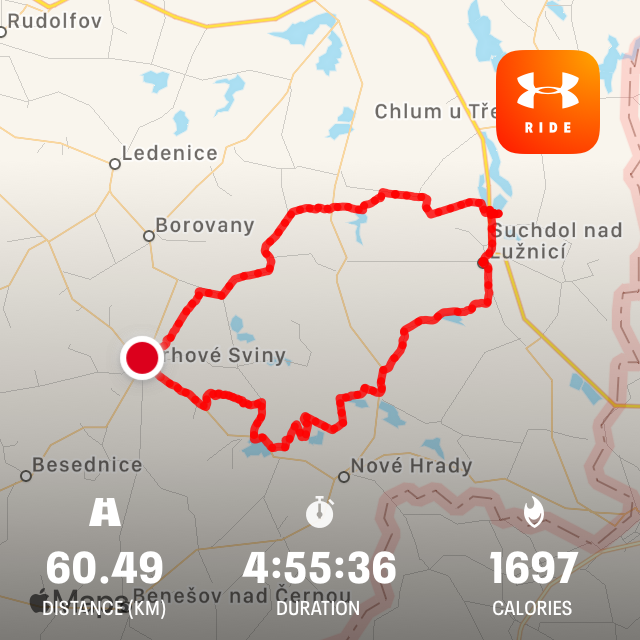 Rudolfov
Chlum u Tře
RIDE
Ledenice
Borovany
Suchdol nad
Lužnicí
rhové Sviny
Besednice
Nové Hrady
60.49
4:55:36
1697
Maps
Benešov nad Černou
DISTANCE (KM)
DURATION
CALORIES